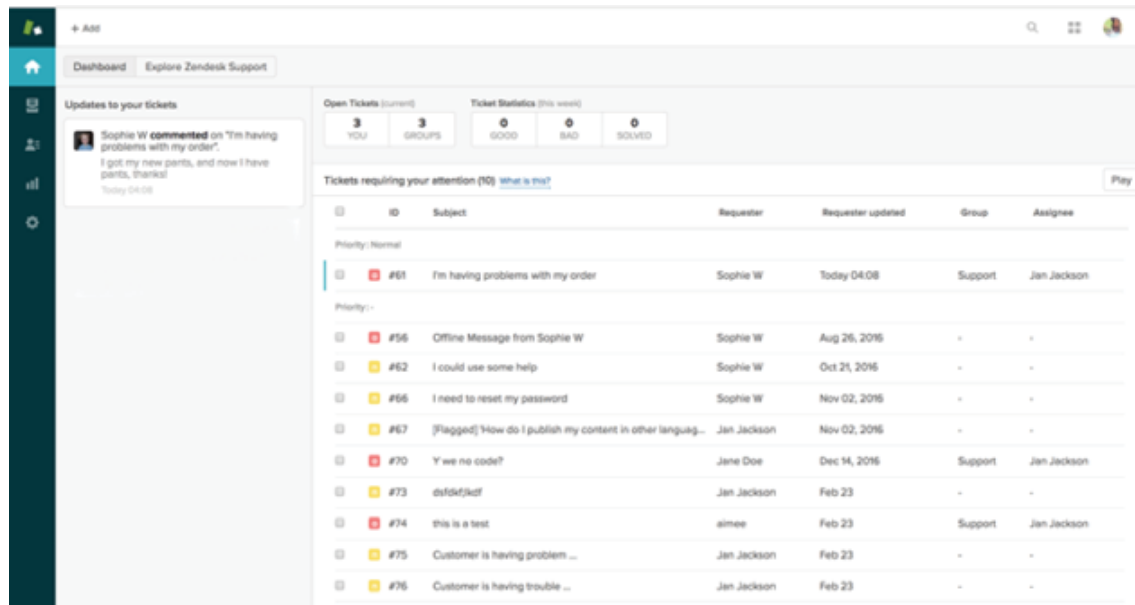 + Add
Dashboard Explore Zendesk Support
Updates to your tickets
Sophie W commented on "I'm having
problems with my order".
I got my new pants, and now I have
pants, thanks!
Today 04:08
Open Tickets (current) Ticket Statistics (this week)
3 3 0 0 0
YOU GROUPS GOOD BAD SOLVED
Tickets requiring your attention (10) What is this? Play
ID Subject Requester Requester updated Group Assignee
Priority: Normal
#61 I'm having problems with my order Sophie W Today 04:08 Support Jan Jackson
Priority: -
#56 Offline Message from Sophie W Sophie W Aug 26, 2016 - -
#62 I could use some help Sophie W Oct 21, 2016 - -
#66 I need to reset my password Sophie W Nov 02, 2016 - -
#67 [Flagged] 'How do I publish my content in other languag... Jan Jackson Nov 02, 2016 - -
#70 Y we no code? Jane Doe Dec 14, 2016 Support Jan Jackson
#73 Jan Jackson Feb 23 - -
#74 this is a test aimee Feb 23 Support Jan Jackson
#75 Customer is having problem ... Jan Jackson Feb 23 - -
#76 Customer is having trouble ... Jan Jackson Feb 23 - -